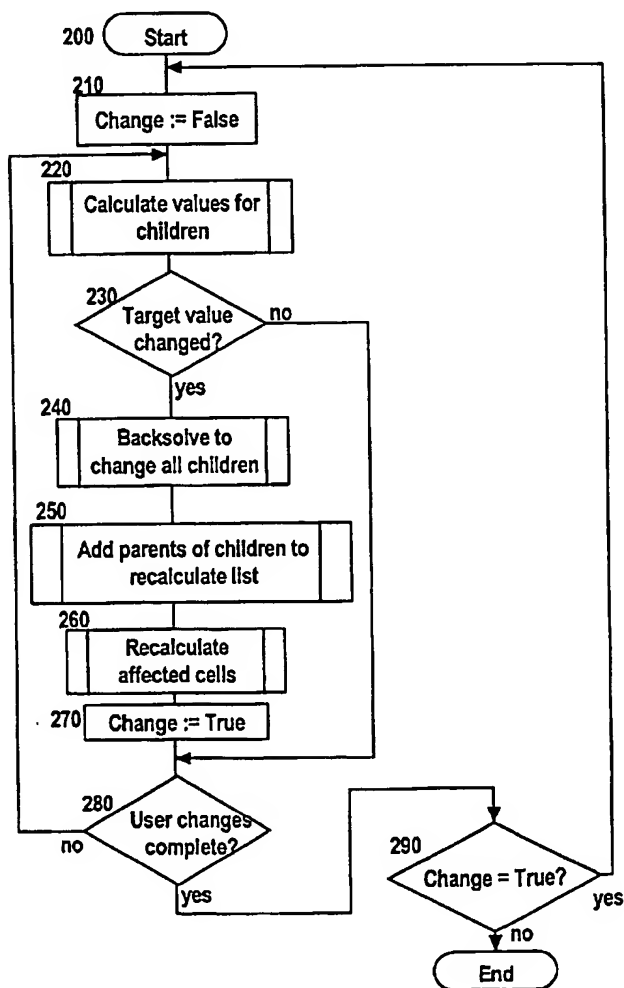 200
Start
210
Change := False
220
Calculate values for
children
230
Target value
changed?
no
yes
240
Backsolve to
change all children
250
Add parents of children to
recalculate list
260
Recalculate
affected cells
270
Change := True
280
User changes
complete?
no
yes
290
Change = True?
yes
no
End